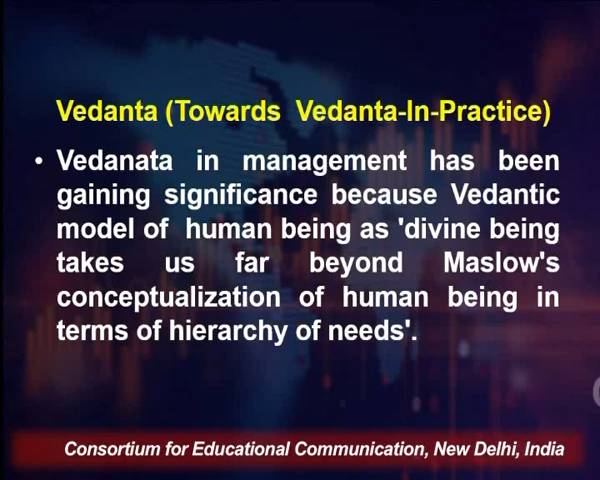 Vedanta (Towards Vedanta-In-Practice)
• Vedanata in management has been
gaining significance because Vedantic
model of human being as 'divine being
takes us far beyond Maslow's
conceptualization of human being in
terms of hierarchy of needs'.
Consortium for Educational Communication, New Delhi, India